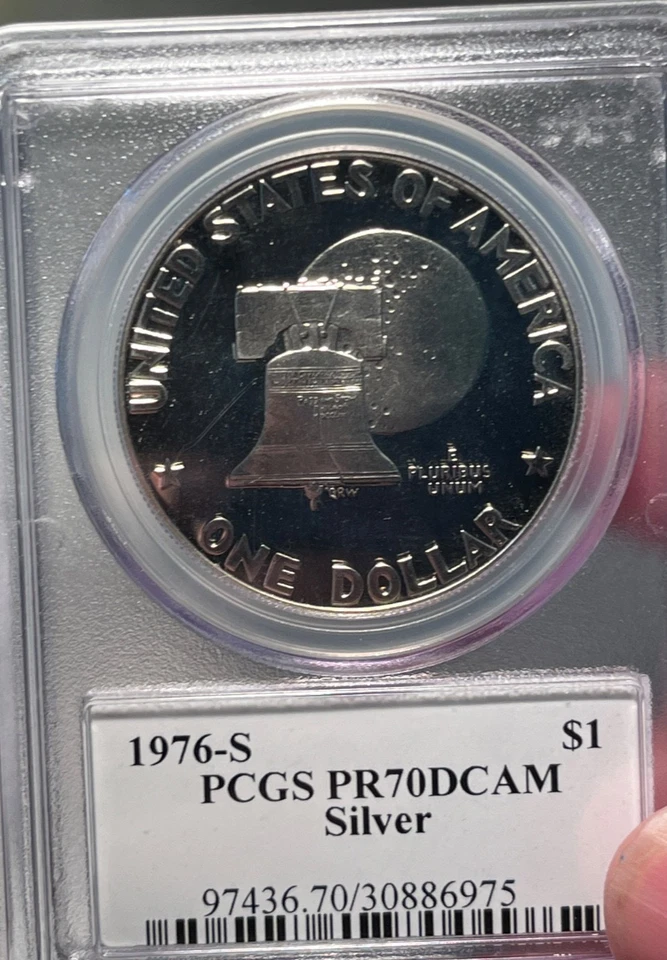 UNITED STATES OF AMERICA
E
PLURIBUS
UNUM
ONE DOLLAR
1976-S $1
PCGS PR70DCAM
Silver
97436.70/30886975